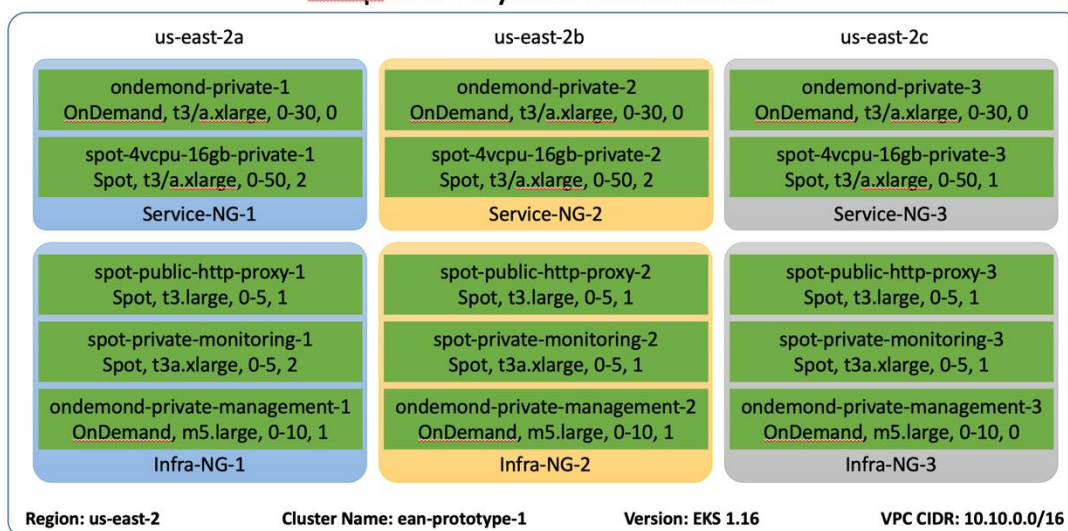 us-east-2a
us-east-2b
us-east-2c
ondemond-private-1
OnDemand, t3/a.xlarge, 0-30, 0
spot-4vcpu-16gb-private-1
Spot, t3/a.xlarge, 0-50, 2
Service-NG-1
ondemond-private-2
OnDemand, t3/a.xlarge, 0-30, 0
spot-4vcpu-16gb-private-2
Spot, t3/a.xlarge, 0-50, 2
Service-NG-2
ondemond-private-3
OnDemand, t3/a.xlarge, 0-30, 0
spot-4vcpu-16gb-private-3
Spot, t3/a.xlarge, 0-50, 1
Service-NG-3
spot-public-http-proxy-1
Spot, t3.large, 0-5, 1
spot-private-monitoring-1
Spot, t3a.xlarge, 0-5, 2
ondemond-private-management-1
OnDemand, m5.large, 0-10, 1
Infra-NG-1
spot-public-http-proxy-2
Spot, t3.large, 0-5, 1
spot-private-monitoring-2
Spot, t3a.xlarge, 0-5, 1
ondemond-private-management-2
OnDemand, m5.large, 0-10, 1
Infra-NG-2
spot-public-http-proxy-3
Spot, t3.large, 0-5, 1
spot-private-monitoring-3
Spot, t3a.xlarge, 0-5, 1
ondemond-private-management-3
OnDemand, m5.large, 0-10, 0
Infra-NG-3
Region: us-east-2
Cluster Name: ean-prototype-1
Version: EKS 1.16
VPC CIDR: 10.10.0.0/16